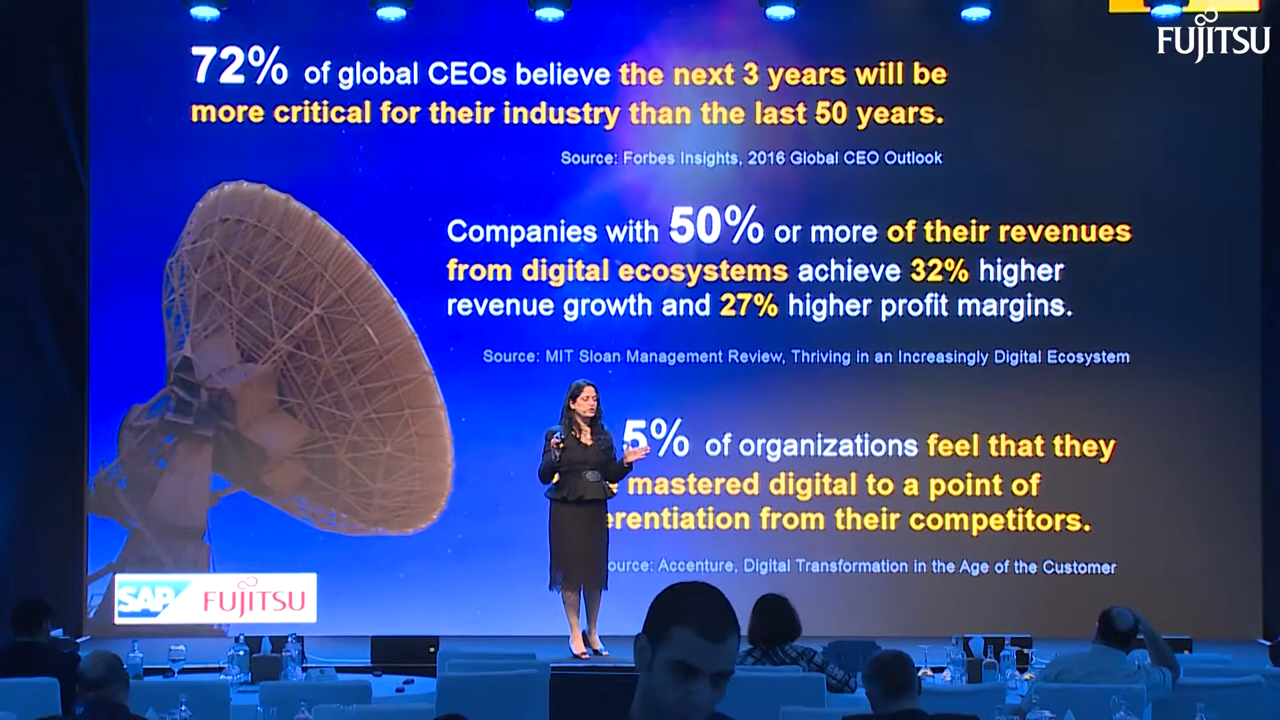 FUJITSU
72% of global CEOs believe the next 3 years will be
more critical for their industry than the last 50 years.
Source: Forbes Insights, 2016 Global CEO Outlook
Companies with 50% or more of their revenues
from digital ecosystems achieve 32% higher
revenue growth and 27% higher profit margins.
Source: MIT Sloan Management Review, Thriving in an Increasingly Digital Ecosystem
5% of organizations feel that they
mastered digital to a point of
erentiation from their competitors.
ource: Accenture, Digital Transformation in the Age of the Customer
SAP FUJITSU